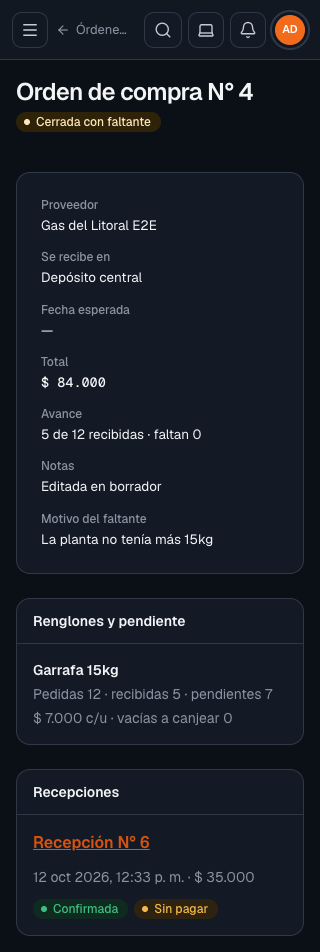 Órdene...
AD
Orden de compra N° 4
Cerrada con faltante
Proveedor
Gas del Litoral E2E
Se recibe en
Depósito central
Fecha esperada
—
Total
$ 84.000
Avance
5 de 12 recibidas · faltan 0
Notas
Editada en borrador
Motivo del faltante
La planta no tenía más 15kg
Renglones y pendiente
Garrafa 15kg
Pedidas 12 · recibidas 5 · pendientes 7
$ 7.000 c/u · vacías a canjear 0
Recepciones
Recepción N° 6
12 oct 2026, 12:33 p. m. · $ 35.000
Confirmada
Sin pagar